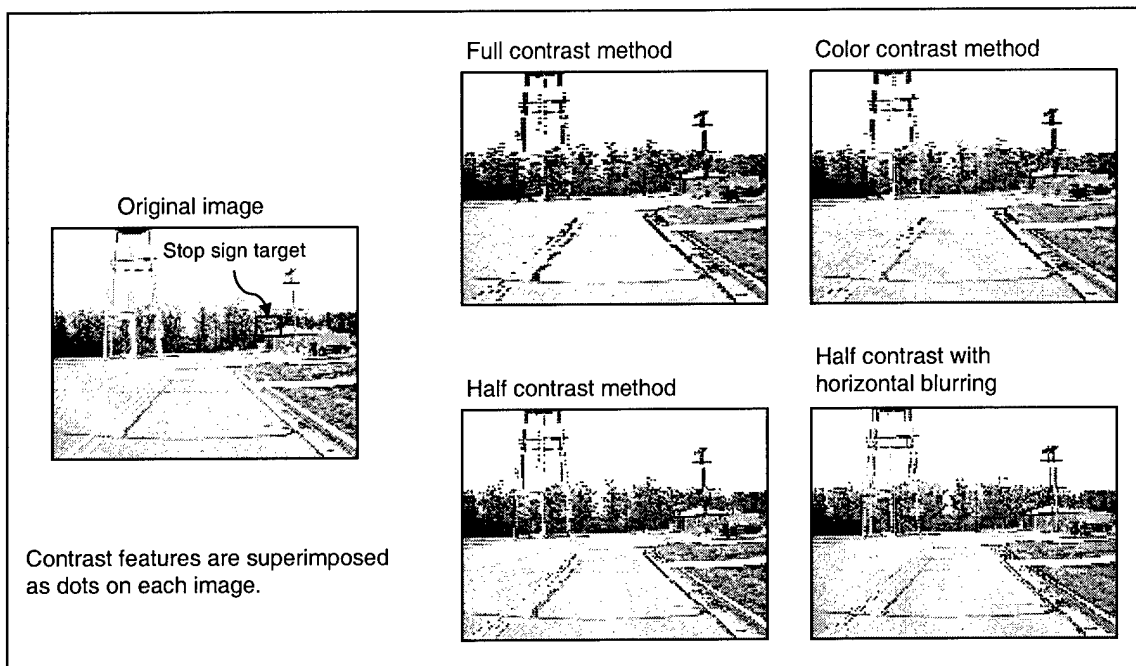 Full contrast method
Color contrast method
Original image
Stop sign target
Half contrast method
Half contrast with
horizontal blurring
Contrast features are superimposed
as dots on each image.